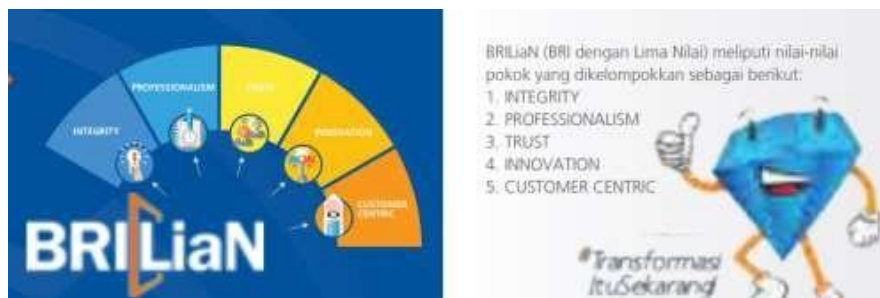 INTEGRITY
PROFESSIONALISM
TRUST
INNOVATION
CUSTOMER
CENTRIC
BRILiaN
BRILiaN (BRI dengan Lima Nilai) meliputi nilai-nilai
pokok yang dikelompokkan sebagai berikut:
1. INTEGRITY
2. PROFESSIONALISM
3. TRUST
4. INNOVATION
5. CUSTOMER CENTRIC
#Transformasi
ItuSekarang!